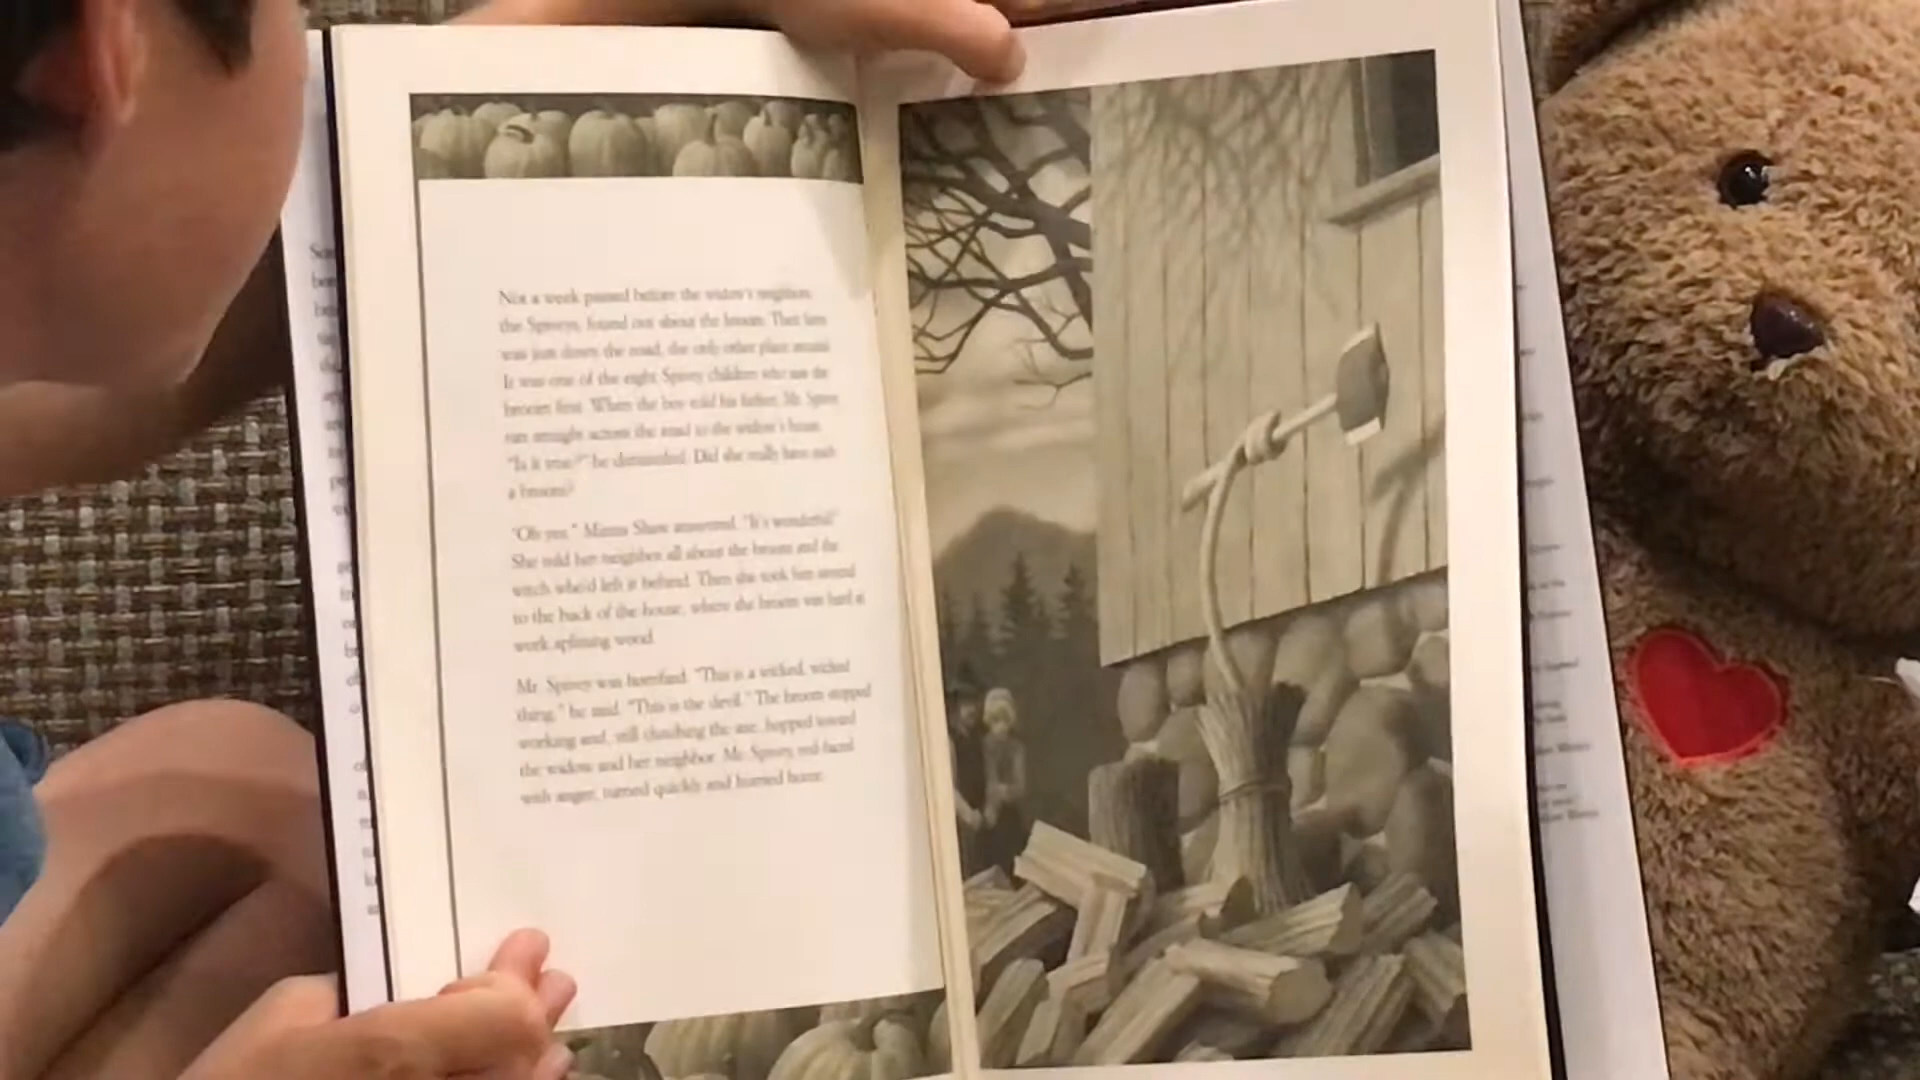 Not a week passed before the widow's neighbors,
the Spiveys, found out about the broom. Their farm
was just down the road, the only other place around.
It was one of the eight Spivey children who saw the
broom first. When the boy told his father, Mr. Spivey
ran straight across the road to the widow's house.
"Is it true?" he demanded. Did she really have such
a broom?
"Oh yes," Minna Shaw answered. "It's wonderful."
She told her neighbor all about the broom and the
witch who'd left it behind. Then she took him around
to the back of the house, where the broom was hard at
work splitting wood.
Mr. Spivey was horrified. "This is a wicked, wicked
thing," he said. "This is the devil." The broom stopped
working and, still clutching the axe, hopped toward
the widow and her neighbor. Mr. Spivey, red-faced
with anger, turned quickly and hurried home.